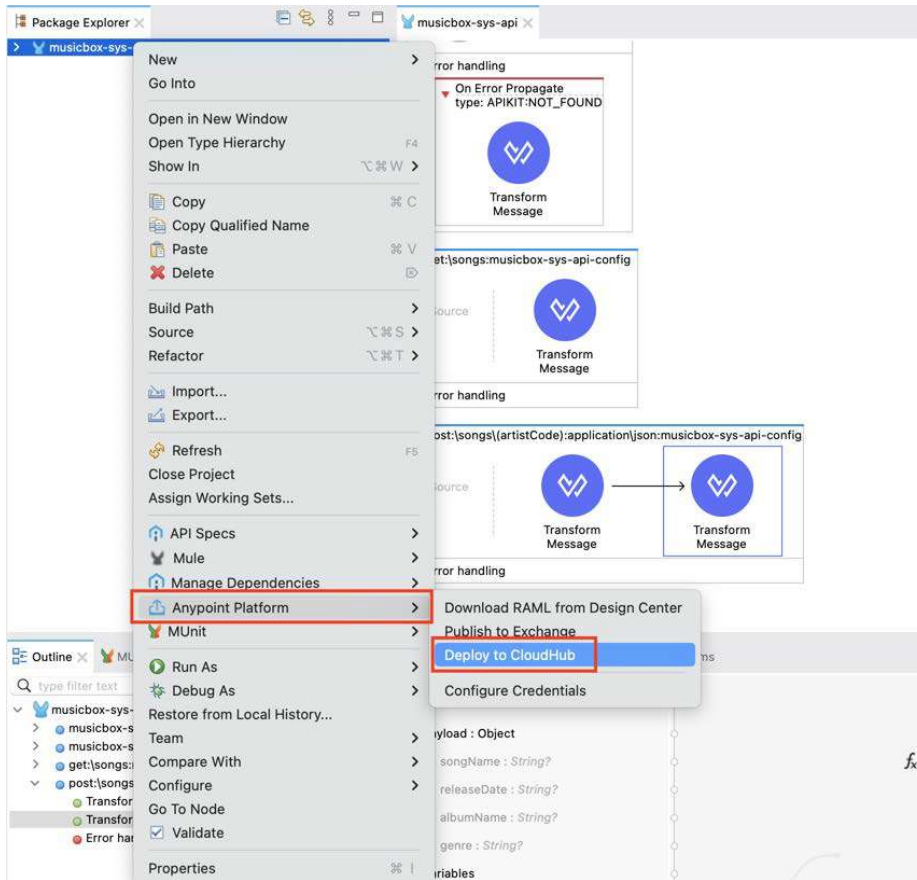 Package Explorer
musicbox-sys-api
musicbox-sys-
New
Go Into
Open in New Window
Open Type Hierarchy F4
Show In ⌥⌘W
Copy ⌘ C
Copy Qualified Name
Paste ⌘ V
Delete ⌦
Build Path
Source ⌥⌘S
Refactor ⌥⌘T
Import...
Export...
Refresh F5
Close Project
Assign Working Sets...
API Specs
Mule
Manage Dependencies
Anypoint Platform
MUnit
Run As
Debug As
Restore from Local History...
Team
Compare With
Configure
Go To Node
Validate
Properties ⌘ I
Download RAML from Design Center
Publish to Exchange
Deploy to CloudHub
Configure Credentials
rror handling
On Error Propagate
type: APIKIT:NOT_FOUND
Transform
Message
et:\songs:musicbox-sys-api-config
ource
Transform
Message
rror handling
ost:\songs\(artistCode):application\json:musicbox-sys-api-config
ource
Transform
Message
Transform
Message
rror handling
Outline
MU
type filter text
musicbox-sys-
musicbox-s
musicbox-s
get:\songs:
post:\songs
Transfor
Transfor
Error har
ms
yload : Object
songName : String?
releaseDate : String?
albumName : String?
genre : String?
riables
fx